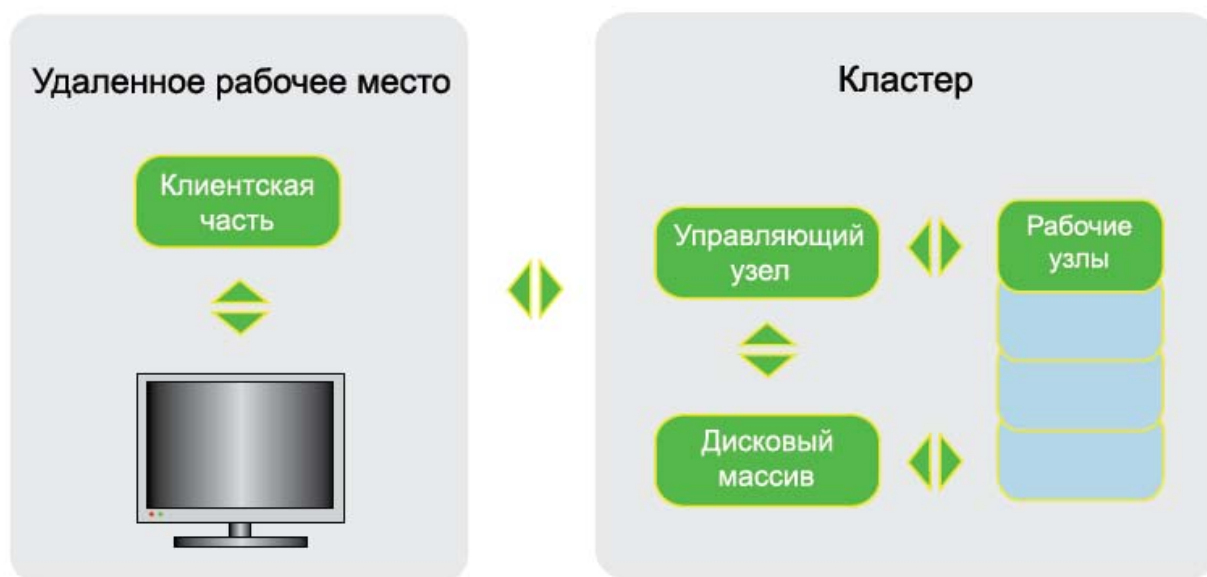 Удаленное рабочее место
Клиентская
часть
Кластер
Управляющий
узел
Рабочие
узлы
Дисковый
массив